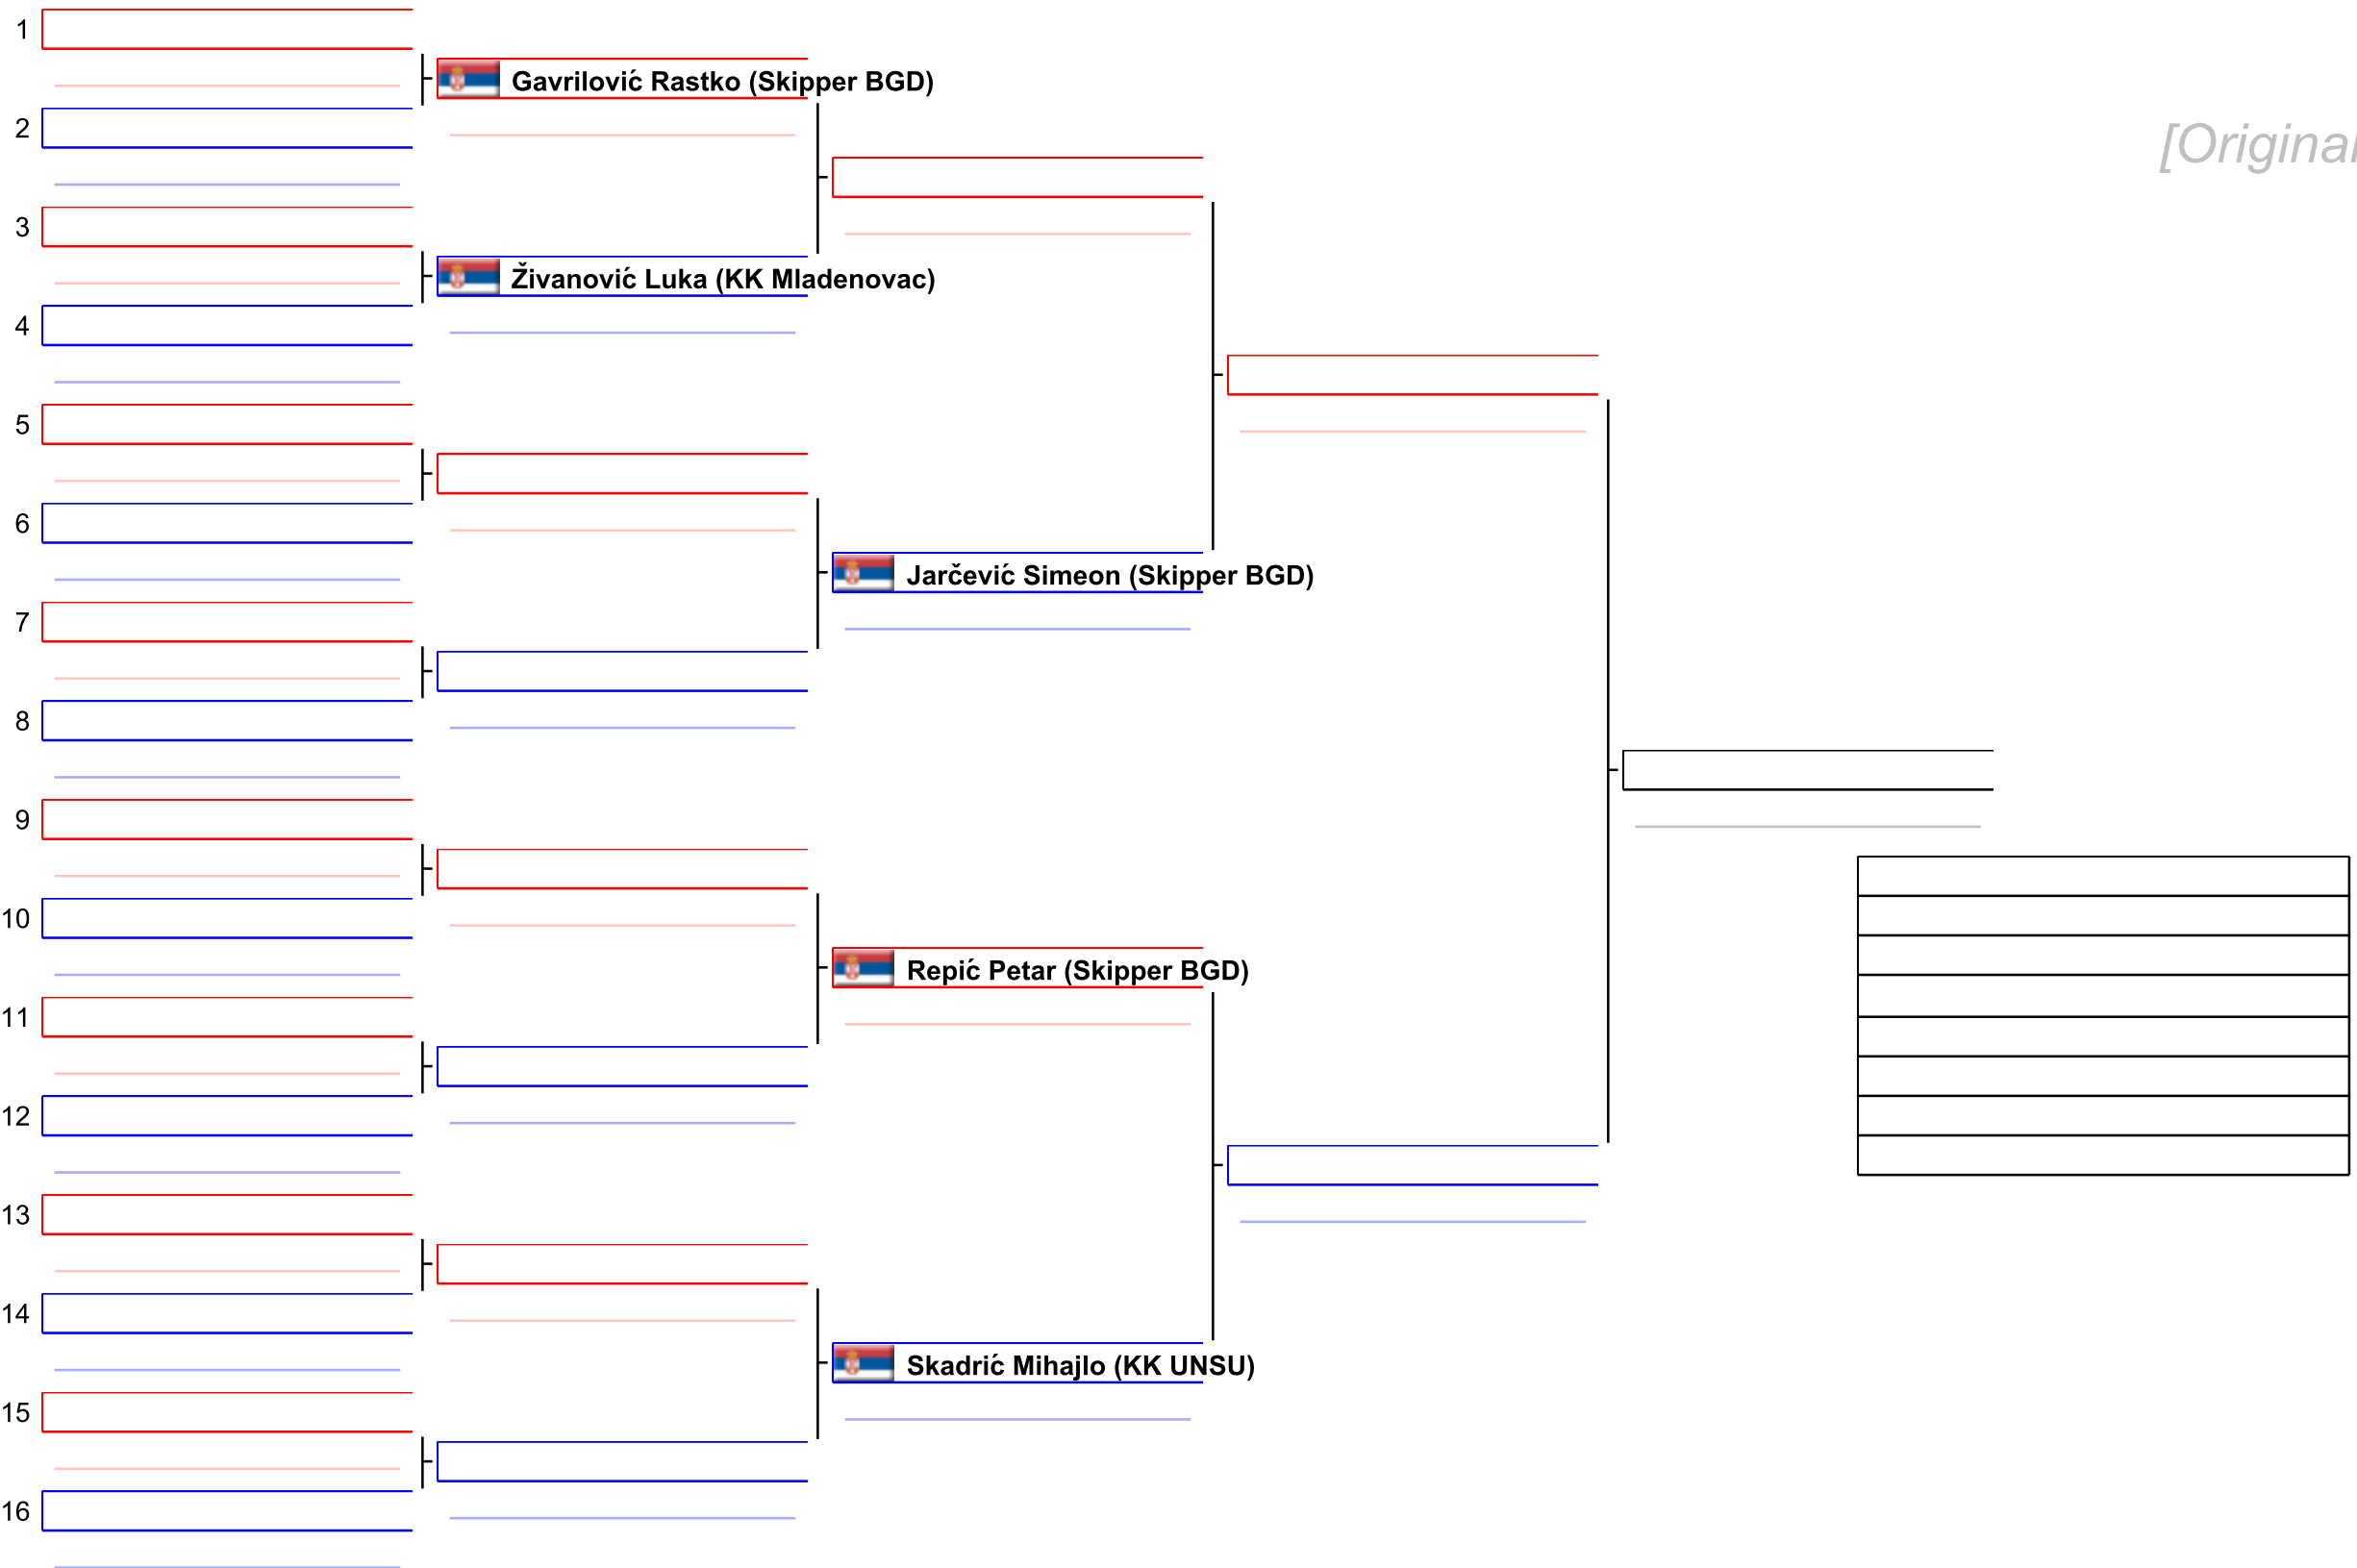 1
Gavrilović Rastko (Skipper BGD)
2
[Original
3
Živanović Luka (KK Mladenovac)
4
5
6
Jarčević Simeon (Skipper BGD)
7
8
9
10
Repić Petar (Skipper BGD)
11
12
13
14
Skadrić Mihajlo (KK UNSU)
15
16